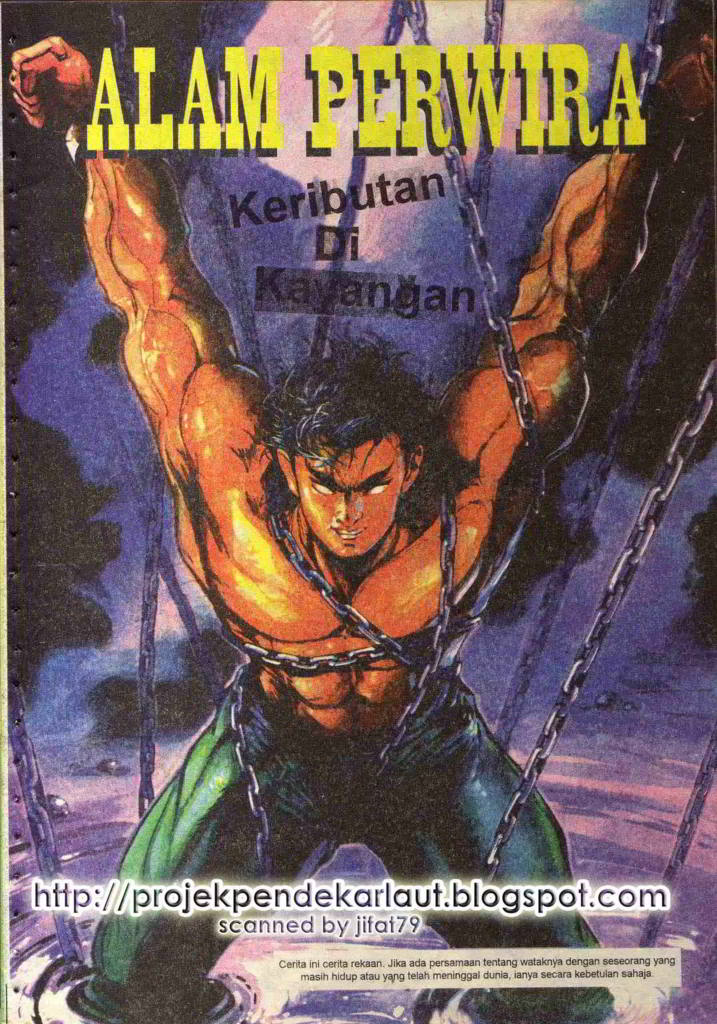 ALAM PERWIRA
Keributan
Di
Kayangan
http://projekpendekarlaut.blogspot.com
scanned by jifat79
Cerita ini cerita rekaan. Jika ada persamaan tentang wataknya dengan seseorang yang
masih hidup atau yang telah meninggal dunia, ianya secara kebetulan sahaja.